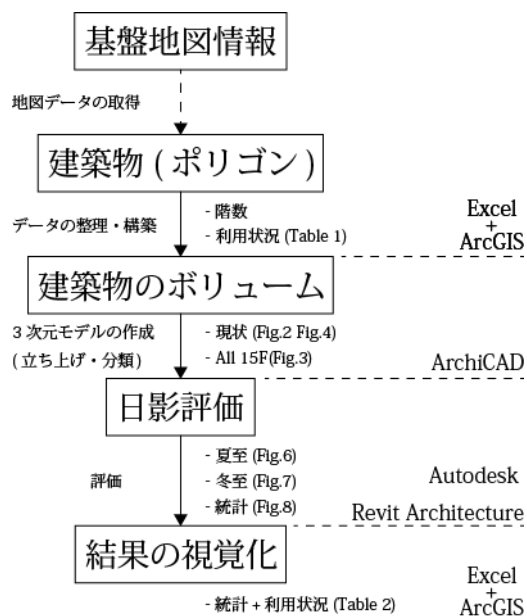 基盤地図情報
地図データの取得
建築物 ( ポリゴン )
データの整理・構築
- 階数
- 利用状況 (Table 1)
Excel
+
ArcGIS
建築物のボリューム
3 次元モデルの作成
( 立ち上げ・分類 )
- 現状 (Fig.2 Fig.4)
- All 15F(Fig.3)
ArchiCAD
日影評価
評価
- 夏至 (Fig.6)
- 冬至 (Fig.7)
- 統計 (Fig.8)
Autodesk
Revit Architecture
結果の視覚化
- 統計 + 利用状況 (Table 2)
Excel
+
ArcGIS